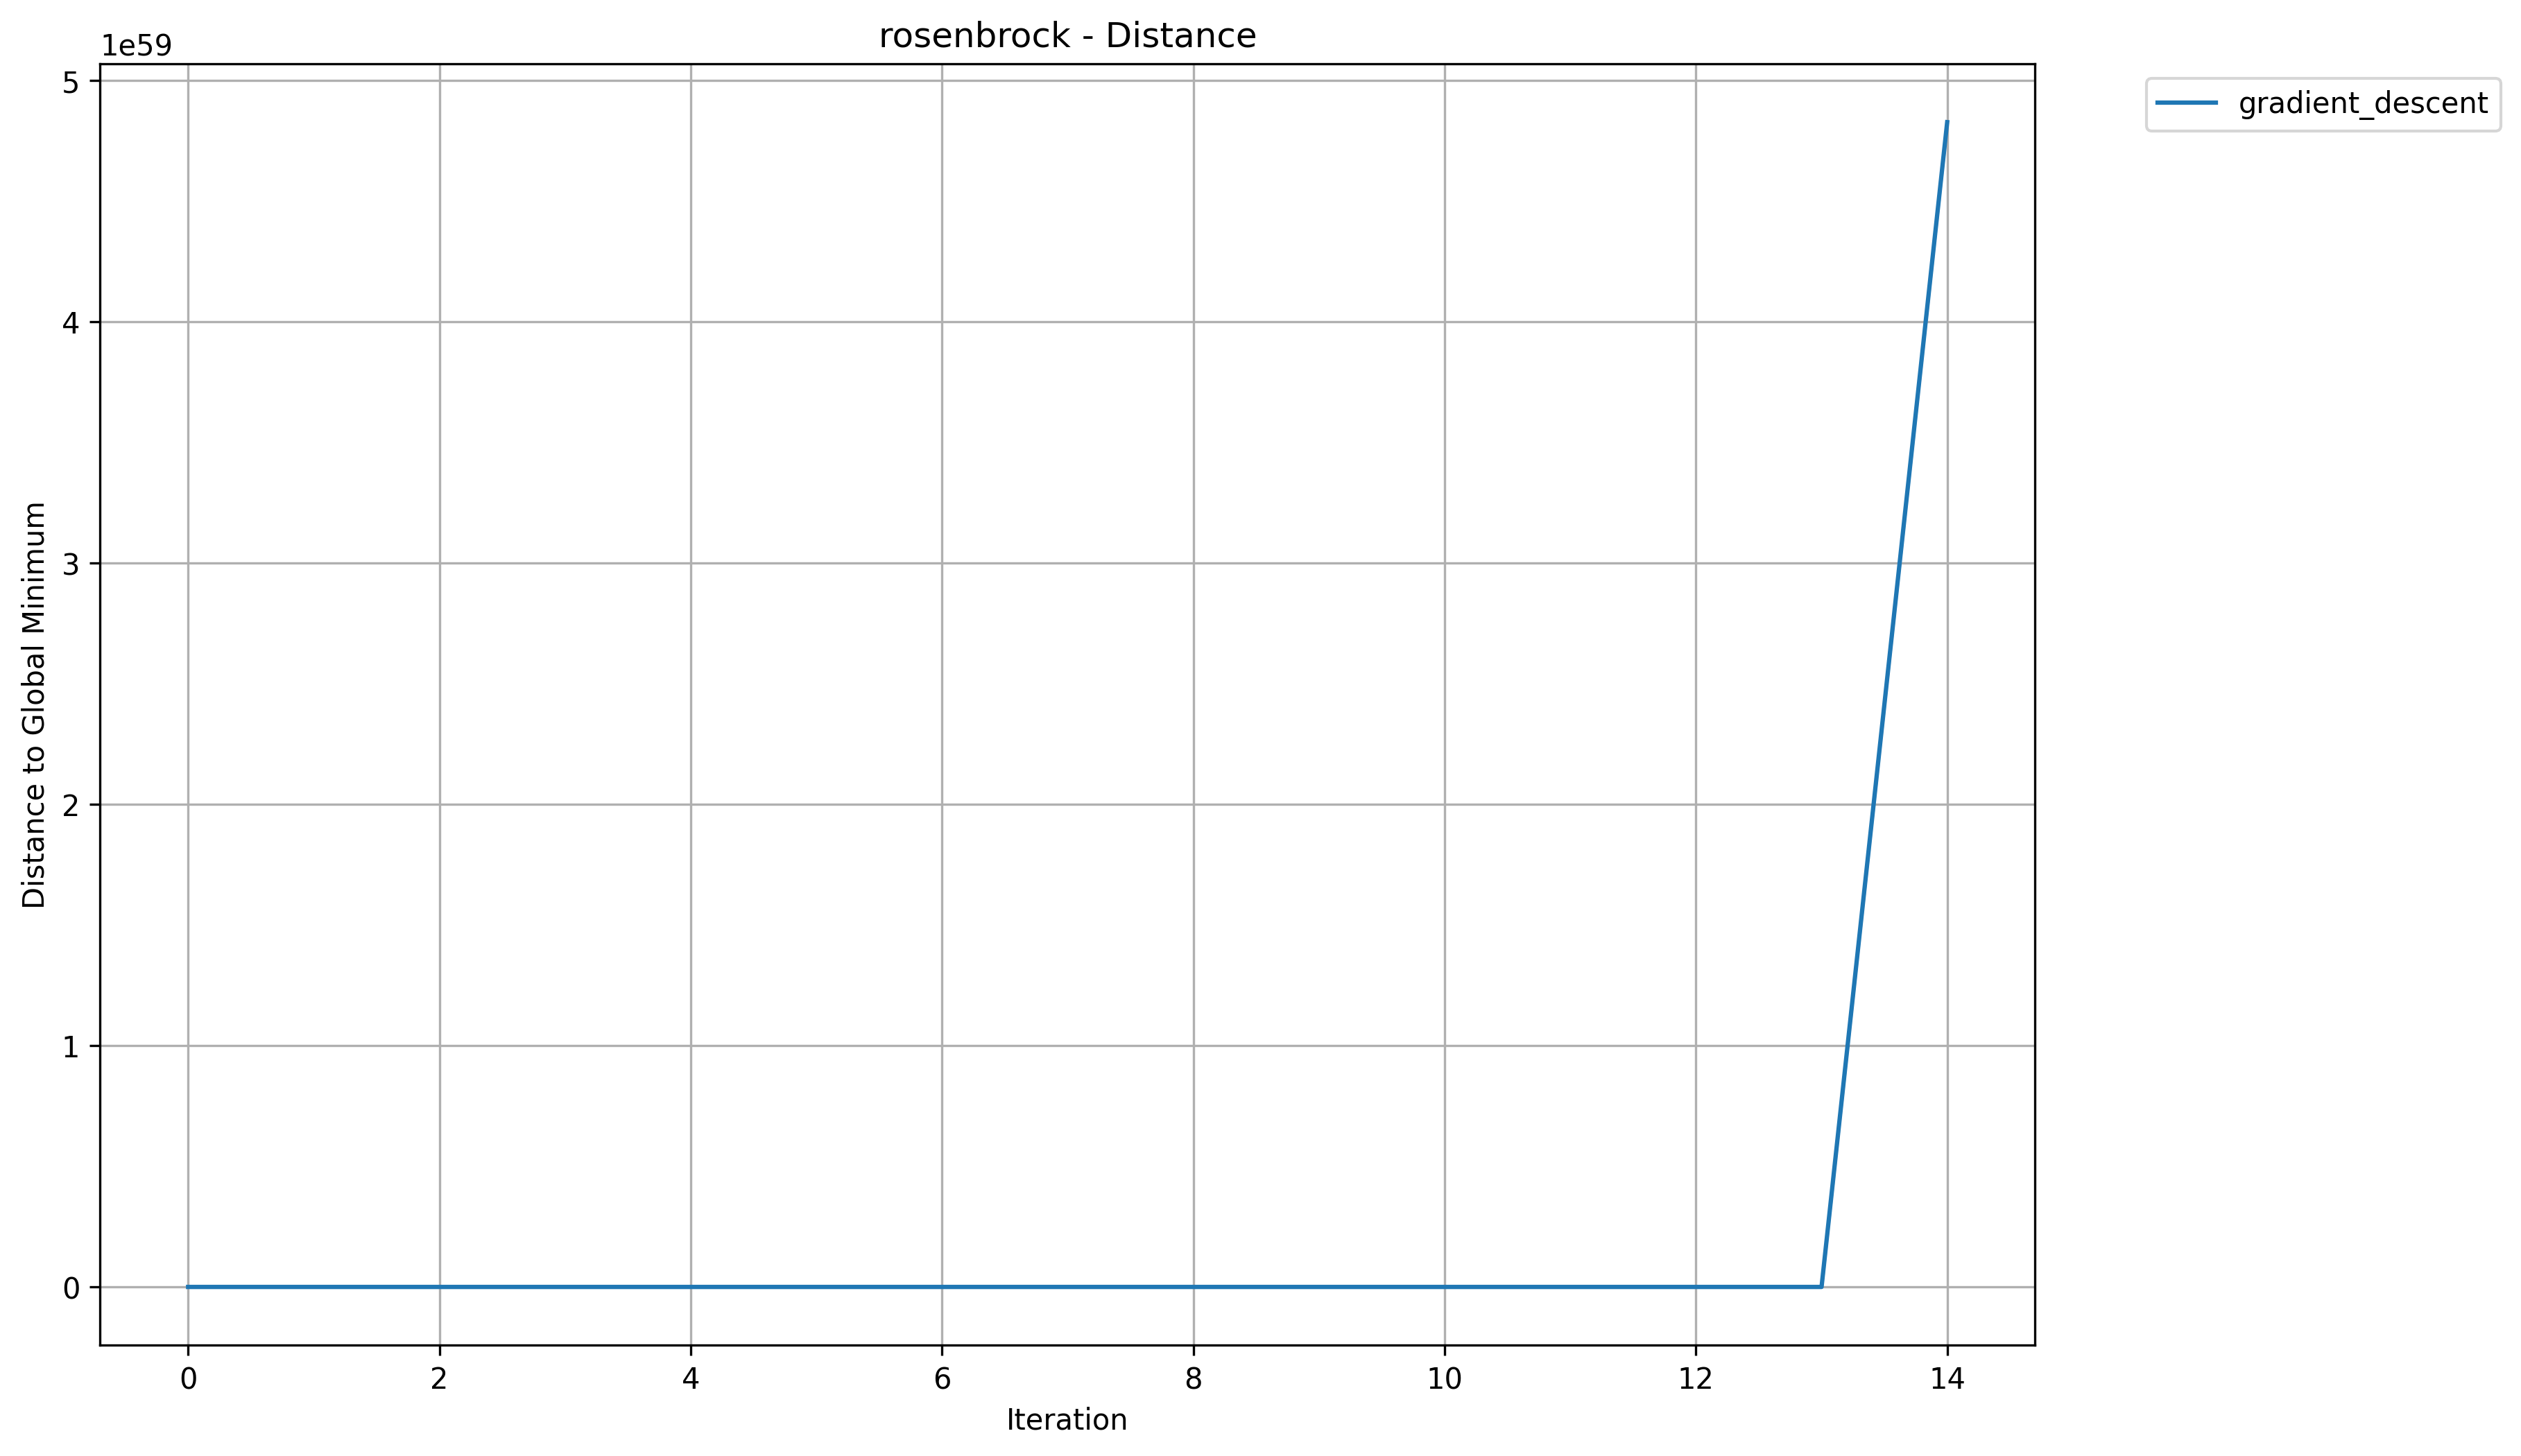 rosenbrock - Distance
1e59
gradient_descent
5
4
3
2
1
0
Distance to Global Minimum
0 2 4 6 8 10 12 14
Iteration